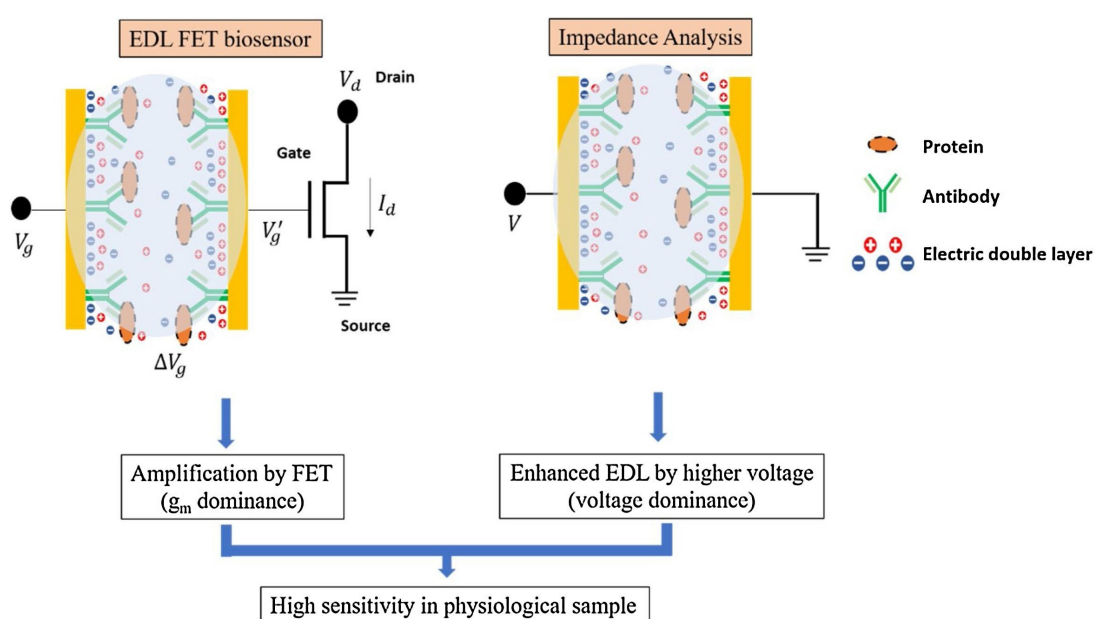 EDL FET biosensor
Impedance Analysis
V_d Drain
Gate
I_d
V_g
V_g'
Source
ΔV_g
V
Protein
Antibody
Electric double layer
Amplification by FET
(g_m dominance)
Enhanced EDL by higher voltage
(voltage dominance)
High sensitivity in physiological sample